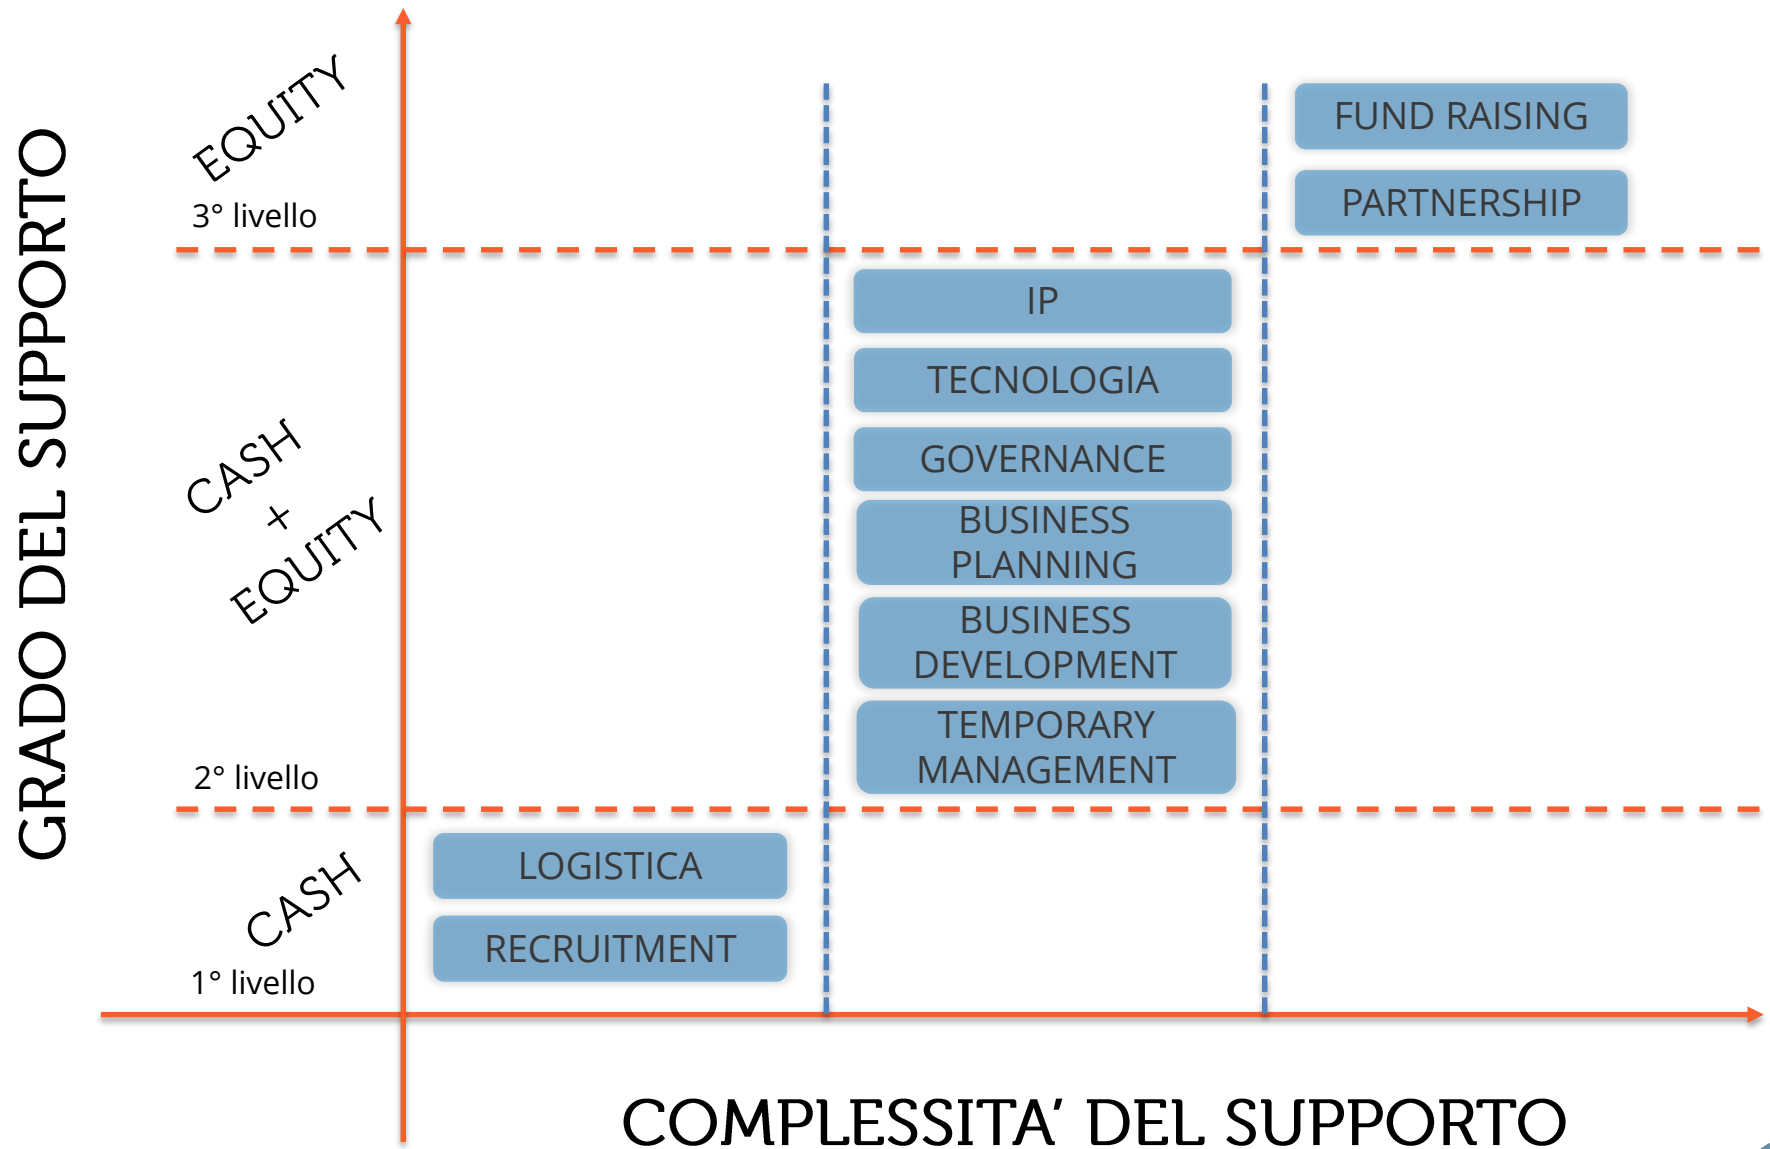 GRADO DEL SUPPORTO
EQUITY
3° livello
FUND RAISING
PARTNERSHIP
CASH
+
EQUITY
2° livello
IP
TECNOLOGIA
GOVERNANCE
BUSINESS
PLANNING
BUSINESS
DEVELOPMENT
TEMPORARY
MANAGEMENT
CASH
1° livello
LOGISTICA
RECRUITMENT
COMPLESSITA’ DEL SUPPORTO